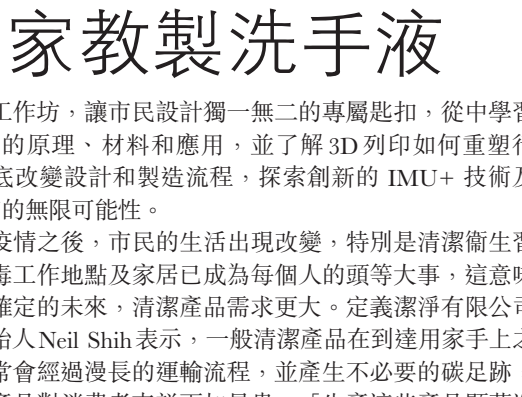 家教製洗手液
工作坊，讓市民設計獨一無二的專屬匙扣，從中學習
的原理、材料和應用，並了解3D列印如何重塑行
底改變設計和製造流程，探索創新的 IMU+ 技術及
的無限可能性。
疫情之後，市民的生活出現改變，特別是清潔衞生習
毒工作地點及家居已成為每個人的頭等大事，這意味
確定的未來，清潔產品需求更大。定義潔淨有限公司
始人Neil Shih表示，一般清潔產品在到達用家手上之
常會經過漫長的運輸流程，並產生不必要的碳足跡